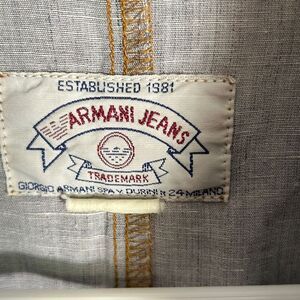 ESTABLISHED 1981
ARMANI JEANS
TRADEMARK
GIORGIO ARMANI SPA V. DURINI N 24 MILANO